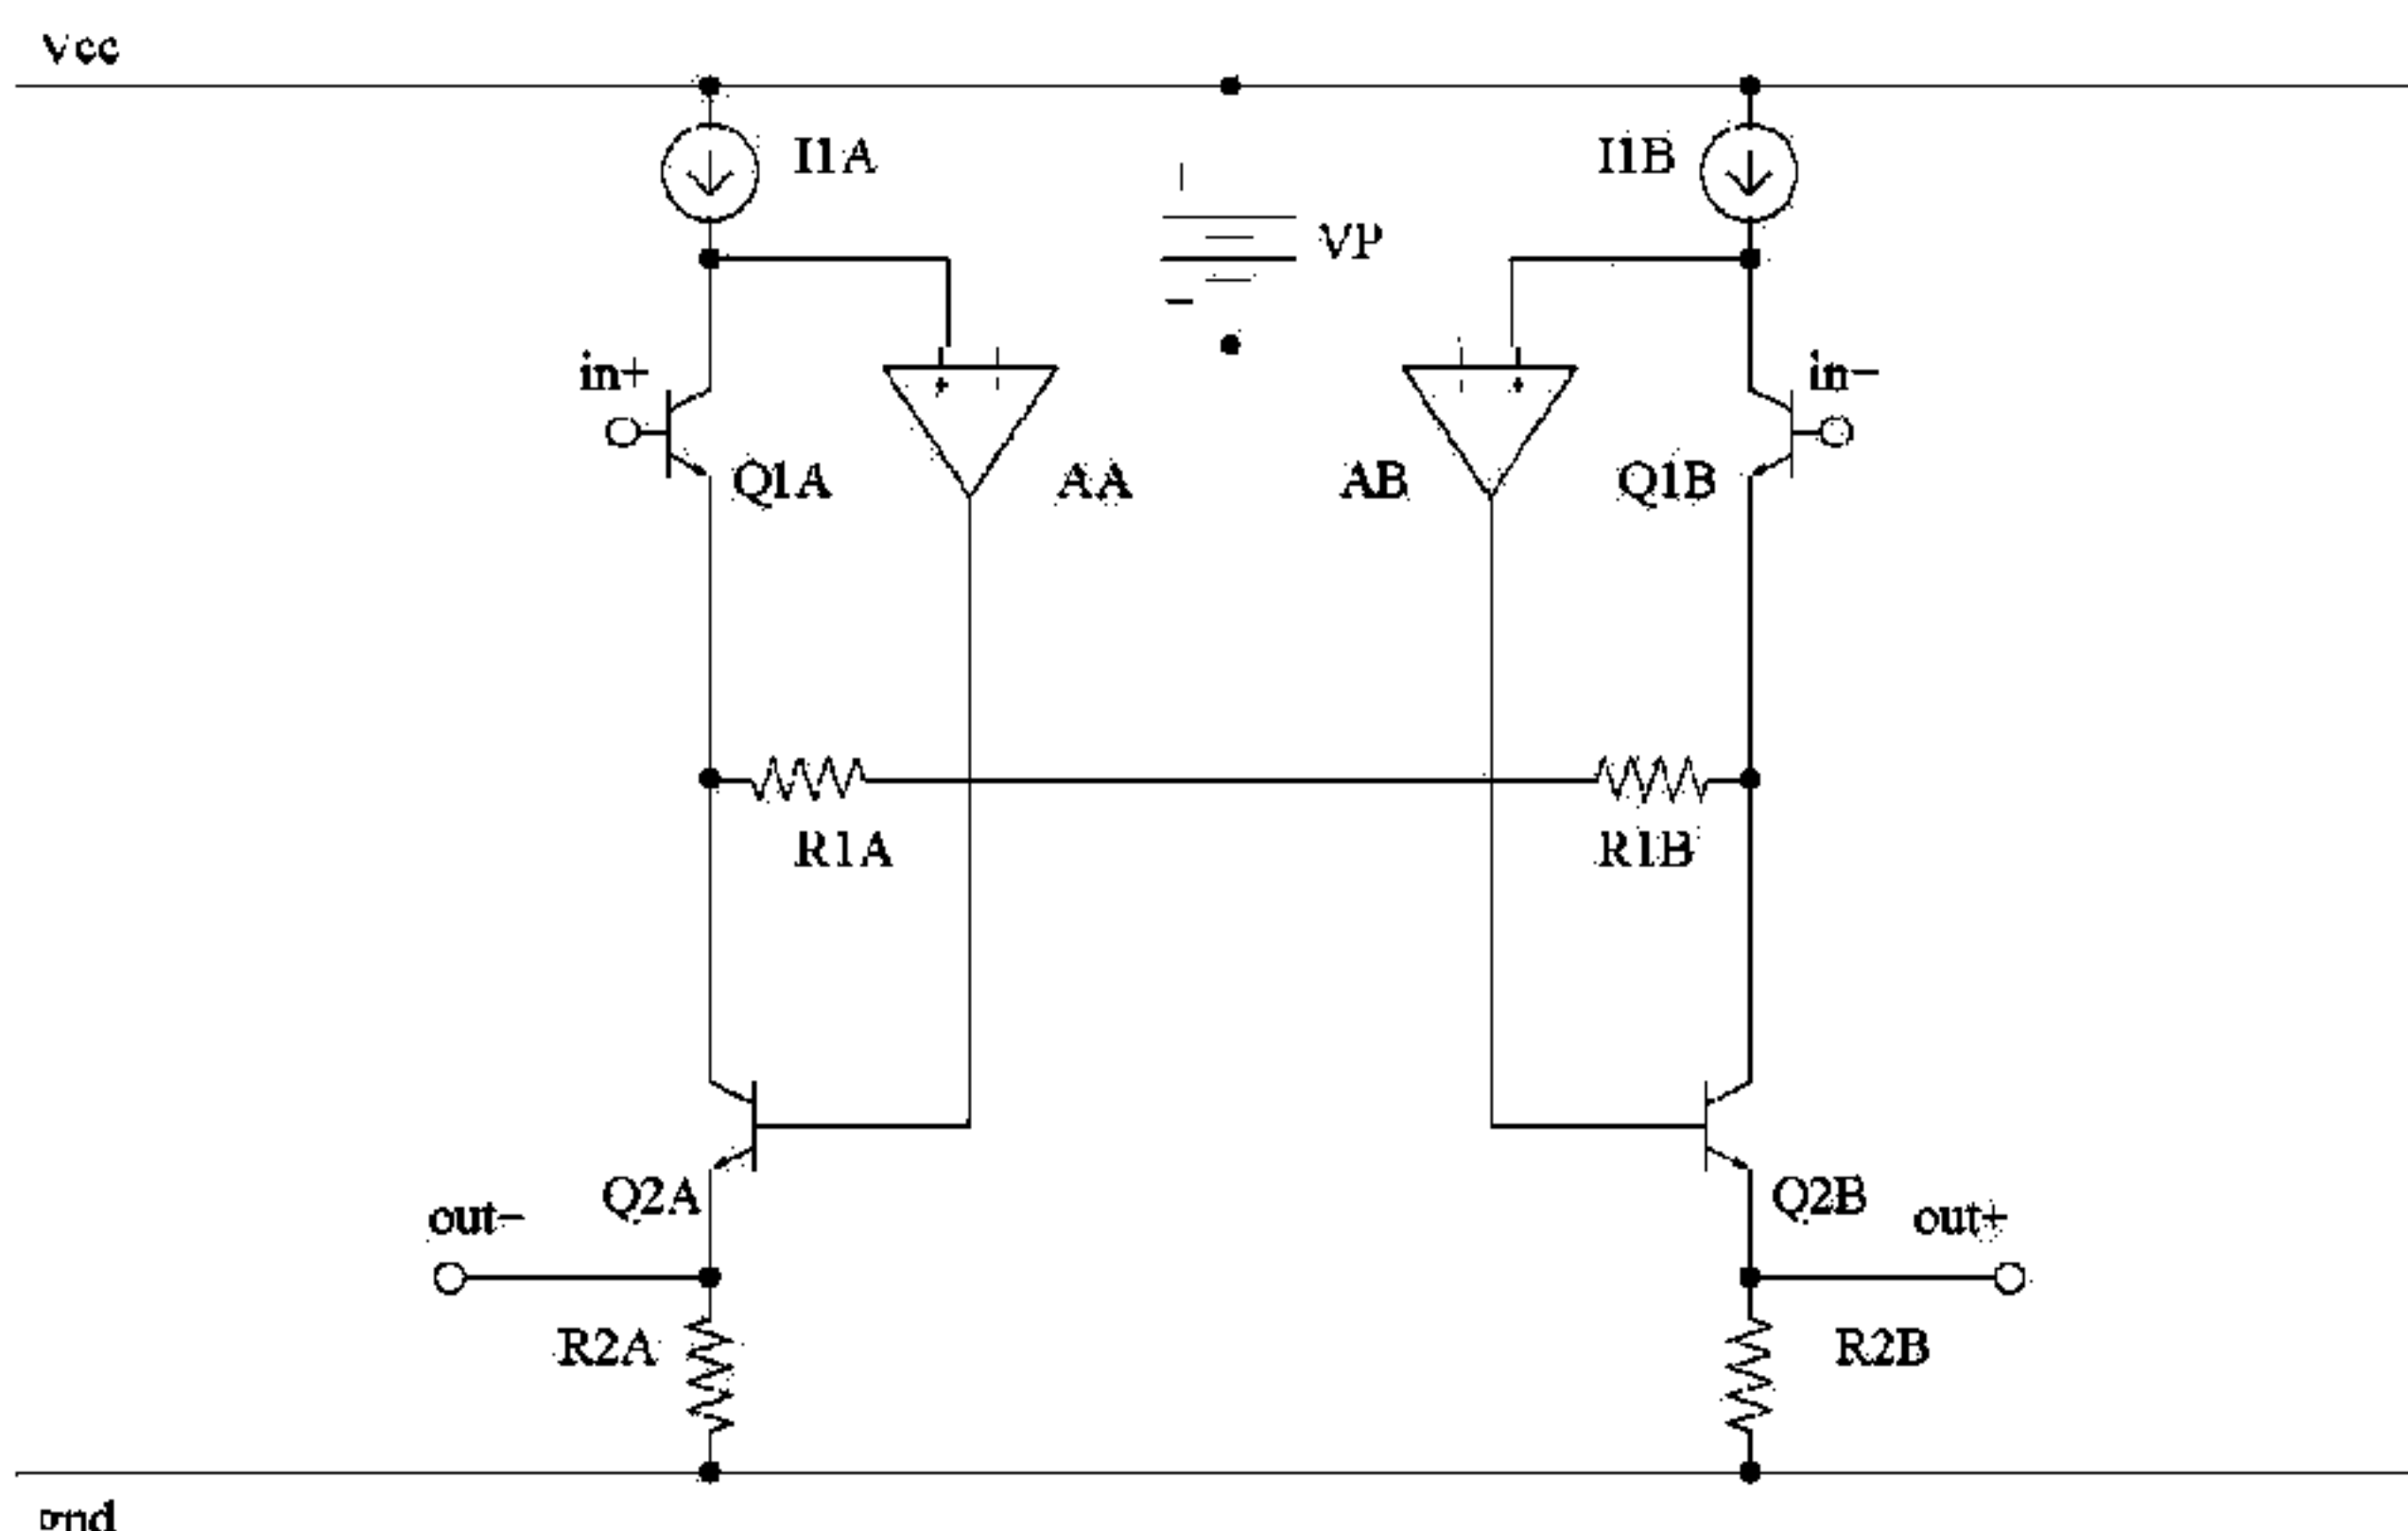 Vcc
I1A
I1B
+
VP
−
in+
in−
+ −
− +
Q1A
AA
AB
Q1B
R1A
R1B
Q2A
Q2B
out−
out+
R2A
R2B
gnd